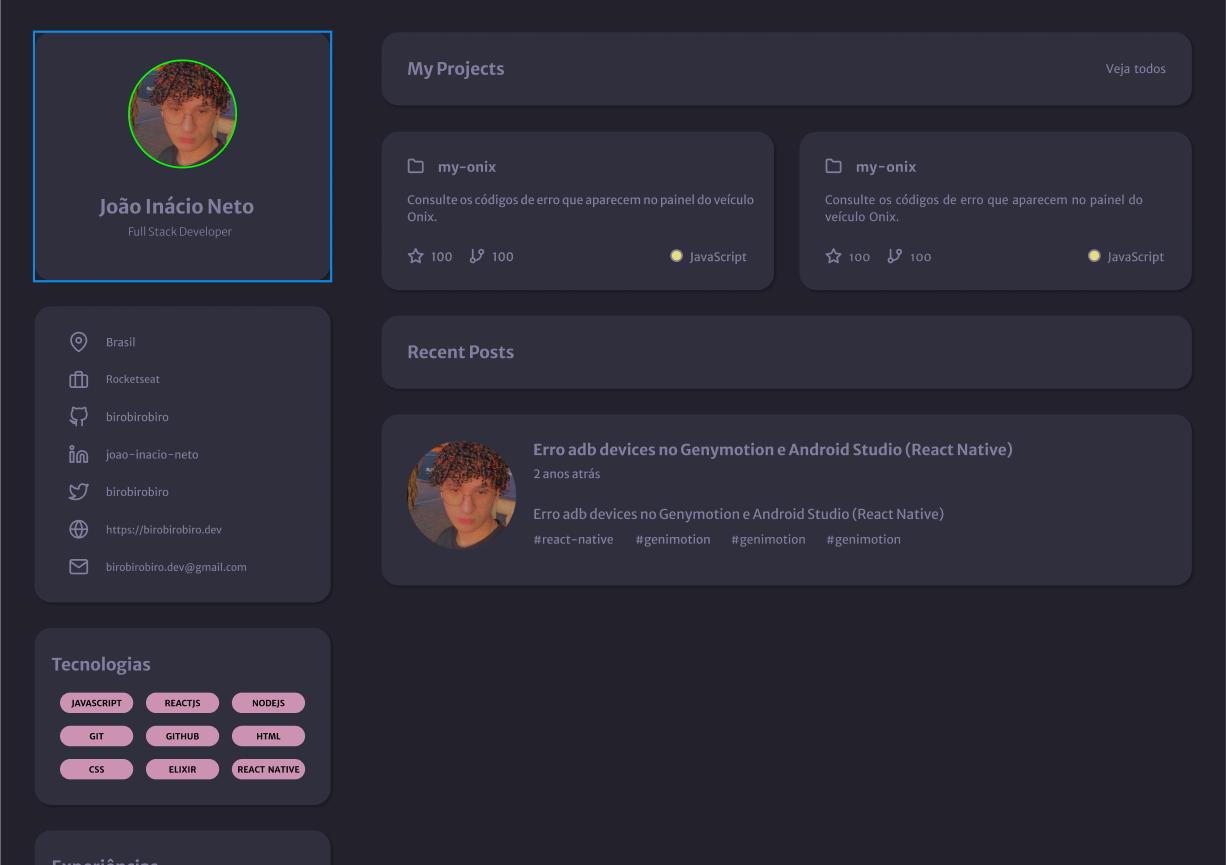 João Inácio Neto
Full Stack Developer
Brasil
Rocketseat
birobirobiro
joao-inacio-neto
birobirobiro
https://birobirobiro.dev
birobirobiro.dev@gmail.com
Tecnologias
JAVASCRIPT REACTJS NODEJS
GIT GITHUB HTML
CSS ELIXIR REACT NATIVE
Experiências
My Projects Veja todos
my-onix
Consulte os códigos de erro que aparecem no painel do veículo
Onix.
100 100 JavaScript
my-onix
Consulte os códigos de erro que aparecem no painel do
veículo Onix.
100 100 JavaScript
Recent Posts
Erro adb devices no Genymotion e Android Studio (React Native)
2 anos atrás
Erro adb devices no Genymotion e Android Studio (React Native)
#react-native #genimotion #genimotion #genimotion